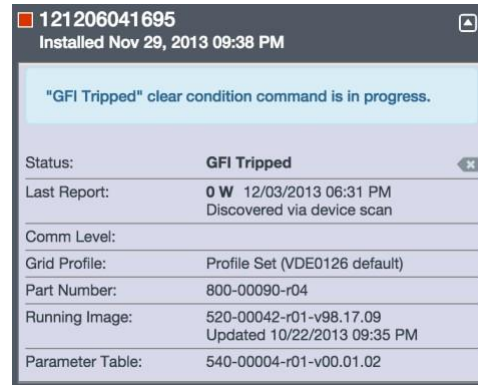 121206041695
Installed Nov 29, 2013 09:38 PM
"GFI Tripped" clear condition command is in progress.
Status: GFI Tripped
Last Report: 0 W 12/03/2013 06:31 PM
Discovered via device scan
Comm Level:
Grid Profile: Profile Set (VDE0126 default)
Part Number: 800-00090-r04
Running Image: 520-00042-r01-v98.17.09
Updated 10/22/2013 09:35 PM
Parameter Table: 540-00004-r01-v00.01.02